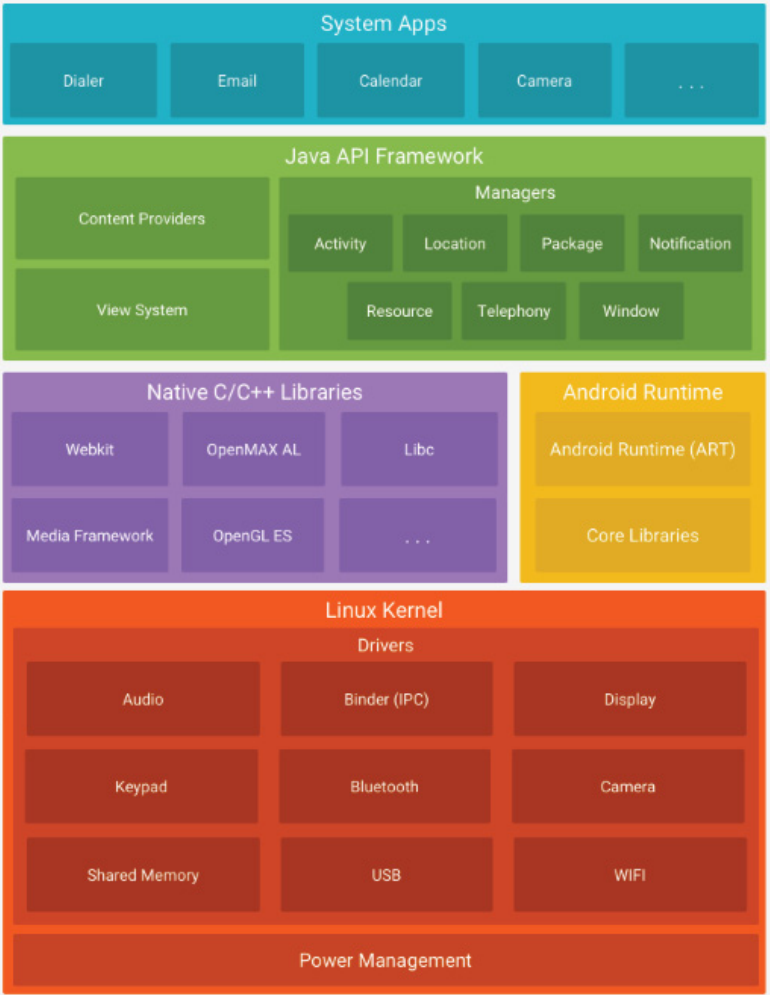 System Apps
Dialer
Email
Calendar
Camera
. . .
Java API Framework
Content Providers
View System
Managers
Activity
Location
Package
Notification
Resource
Telephony
Window
Native C/C++ Libraries
Webkit
OpenMAX AL
Libc
Media Framework
OpenGL ES
. . .
Android Runtime
Android Runtime (ART)
Core Libraries
Linux Kernel
Drivers
Audio
Binder (IPC)
Display
Keypad
Bluetooth
Camera
Shared Memory
USB
WIFI
Power Management